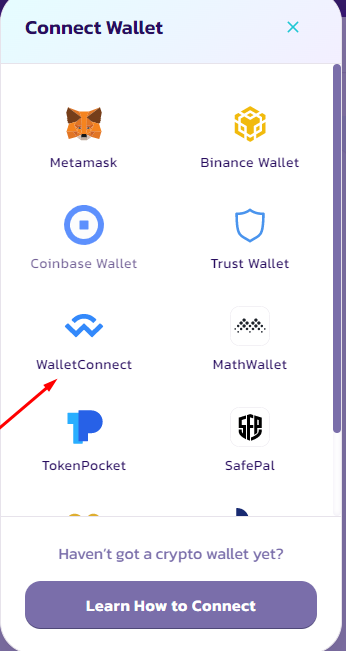 Connect Wallet
Metamask
Binance Wallet
Coinbase Wallet
Trust Wallet
WalletConnect
MathWallet
TokenPocket
SFP
SafePal
Haven't got a crypto wallet yet?
Learn How to Connect